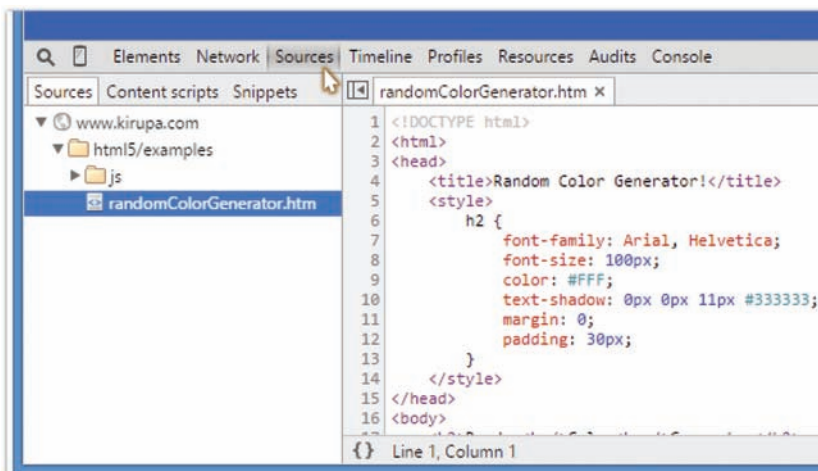 Elements Network Sources Timeline Profiles Resources Audits Console
Sources Content scripts Snippets
www.kirupa.com
html5/examples
js
randomColorGenerator.htm
randomColorGenerator.htm ×
1 <!DOCTYPE html>
2 <html>
3 <head>
4 <title>Random Color Generator!</title>
5 <style>
6 h2 {
7 font-family: Arial, Helvetica;
8 font-size: 100px;
9 color: #FFF;
10 text-shadow: 0px 0px 11px #333333;
11 margin: 0;
12 padding: 30px;
13 }
14 </style>
15 </head>
16 <body>
{} Line 1, Column 1